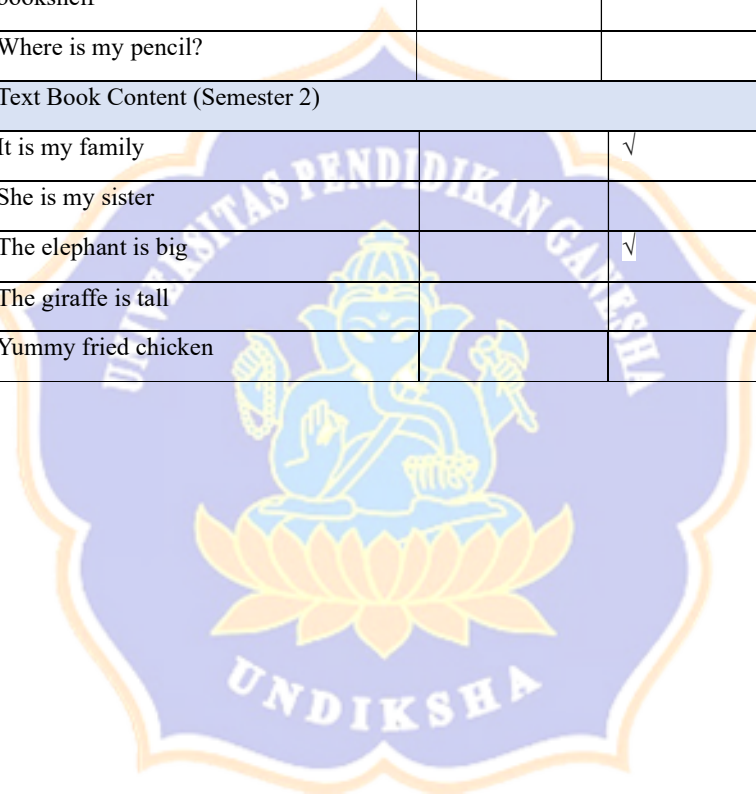 bookshelf
Where is my pencil?
Text Book Content (Semester 2)
It is my family √
She is my sister
The elephant is big √
The giraffe is tall
Yummy fried chicken
UNIVERSITAS PENDIDIKAN GANESHA
UNDIKSHA